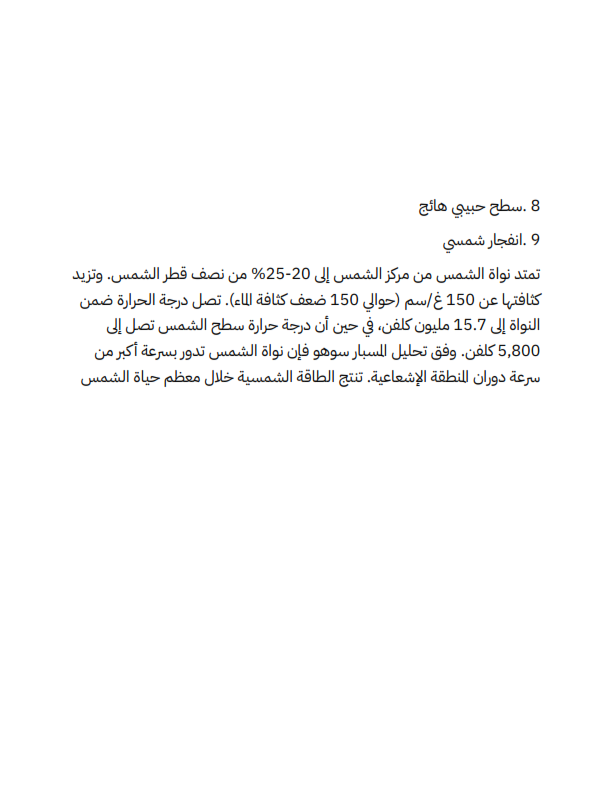 8 .سطح حبيبي هائج
9 .انفجار شمسي
تمتد نواة الشمس من مركز الشمس إلى 20-25% من نصف قطر الشمس. وتزيد
كثافتها عن 150 غ/سم (حوالي 150 ضعف كثافة الماء). تصل درجة الحرارة ضمن
النواة إلى 15.7 مليون كلفن، في حين أن درجة حرارة سطح الشمس تصل إلى
5,800 كلفن. وفق تحليل المسبار سوهو فإن نواة الشمس تدور بسرعة أكبر من
سرعة دوران المنطقة الإشعاعية. تنتج الطاقة الشمسية خلال معظم حياة الشمس